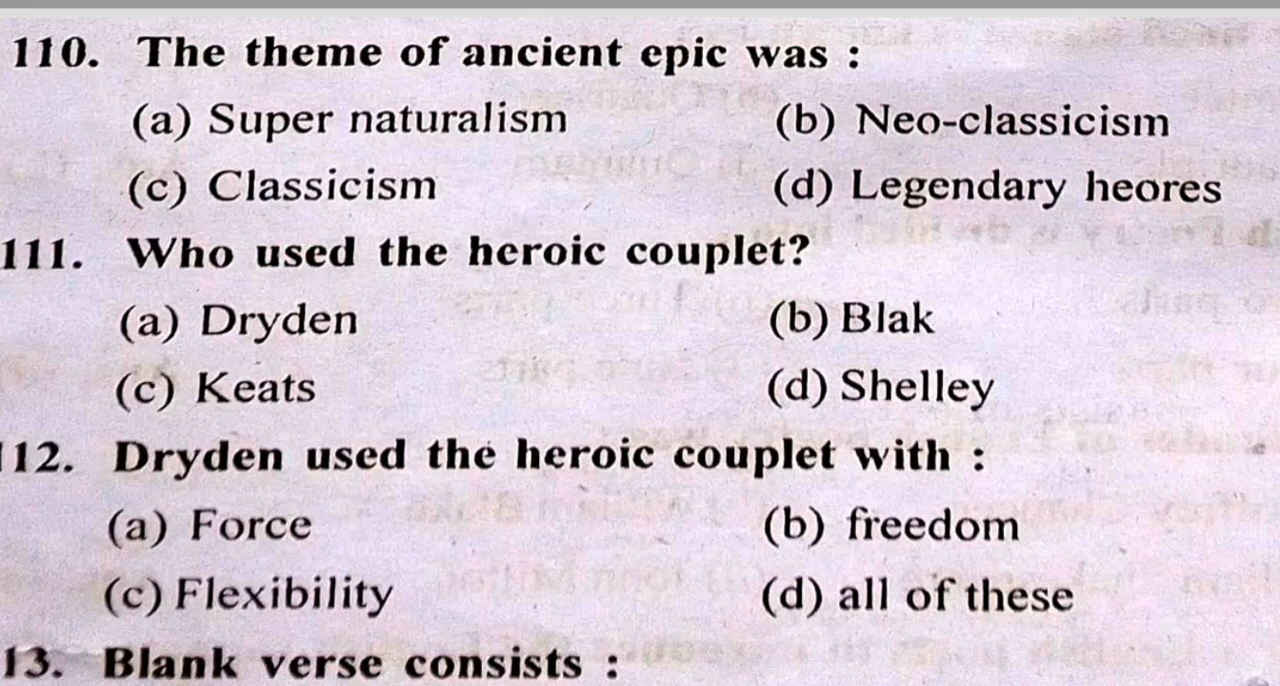 110. The theme of ancient epic was :
(a) Super naturalism (b) Neo-classicism
(c) Classicism (d) Legendary heores
111. Who used the heroic couplet?
(a) Dryden (b) Blak
(c) Keats (d) Shelley
112. Dryden used the heroic couplet with :
(a) Force (b) freedom
(c) Flexibility (d) all of these
13. Blank verse consists :